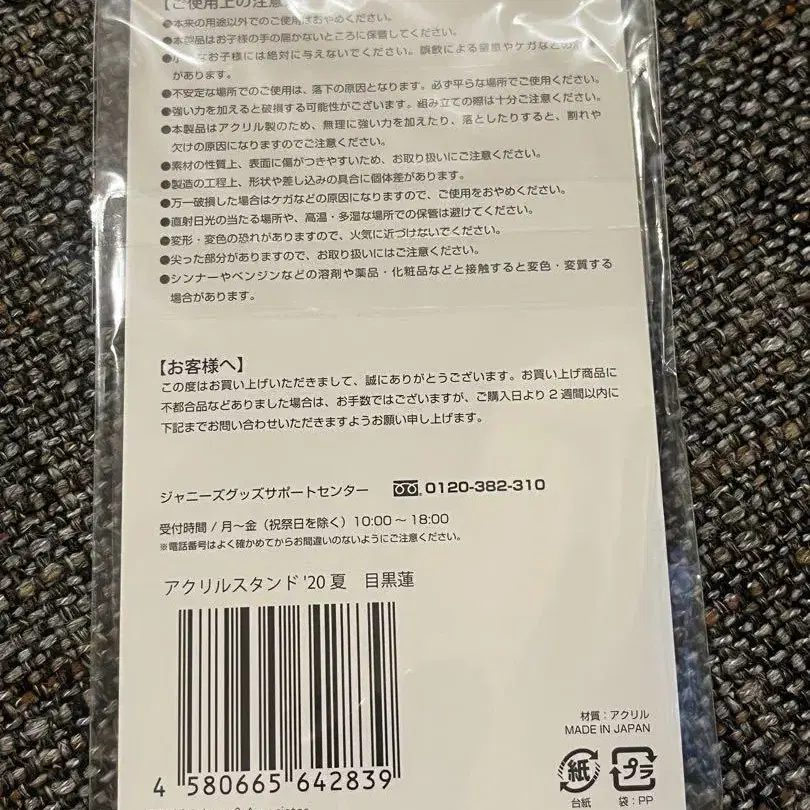 【ご使用上の注意
●本来の用途以外でのご使用はおやめください。
●本製品はお子様の手の届かないところに保管してください。
なお子様には絶対に与えないでください。誤飲による窒息やケガなどの
があります。
●不安定な場所でのご使用は、落下の原因となります。必ず平らな場所でご使用ください。
●強い力を加えると破損する可能性がございます。組み立ての際は十分ご注意ください。
●本製品はアクリル製のため、無理に強い力を加えたり、落としたりすると、割れや
欠けの原因になりますのでご注意ください。
●素材の性質上、表面に傷がつきやすいため、お取り扱いにご注意ください。
●製造の工程上、形状や差し込みの具合に個体差があります。
●万一破損した場合はケガなどの原因になりますので、ご使用をおやめください。
●直射日光の当たる場所や、高温・多湿な場所での保管は避けてください。
●変形・変色の恐れがありますので、火気に近づけないでください。
●尖った部分がありますので、お取り扱いにはご注意ください。
●シンナーやベンジンなどの溶剤や薬品・化粧品などと接触すると変色・変質する
場合があります。
【お客様へ】
この度はお買い上げいただきまして、誠にありがとうございます。お買い上げ商品に
不都合品などありました場合は、お手数ではございますが、ご購入日より2週間以内に
下記までお問い合わせいただきますようお願い申し上げます。
ジャニーズグッズサポートセンター 0120-382-310
受付時間 / 月〜金（祝祭日を除く）10:00 〜 18:00
※電話番号はよく確かめてからお間違いのないようにご注意ください。
アクリルスタンド '20 夏　目黒蓮
4 580665 642839
材質：アクリル
MADE IN JAPAN
紙 プラ
台紙 袋：PP